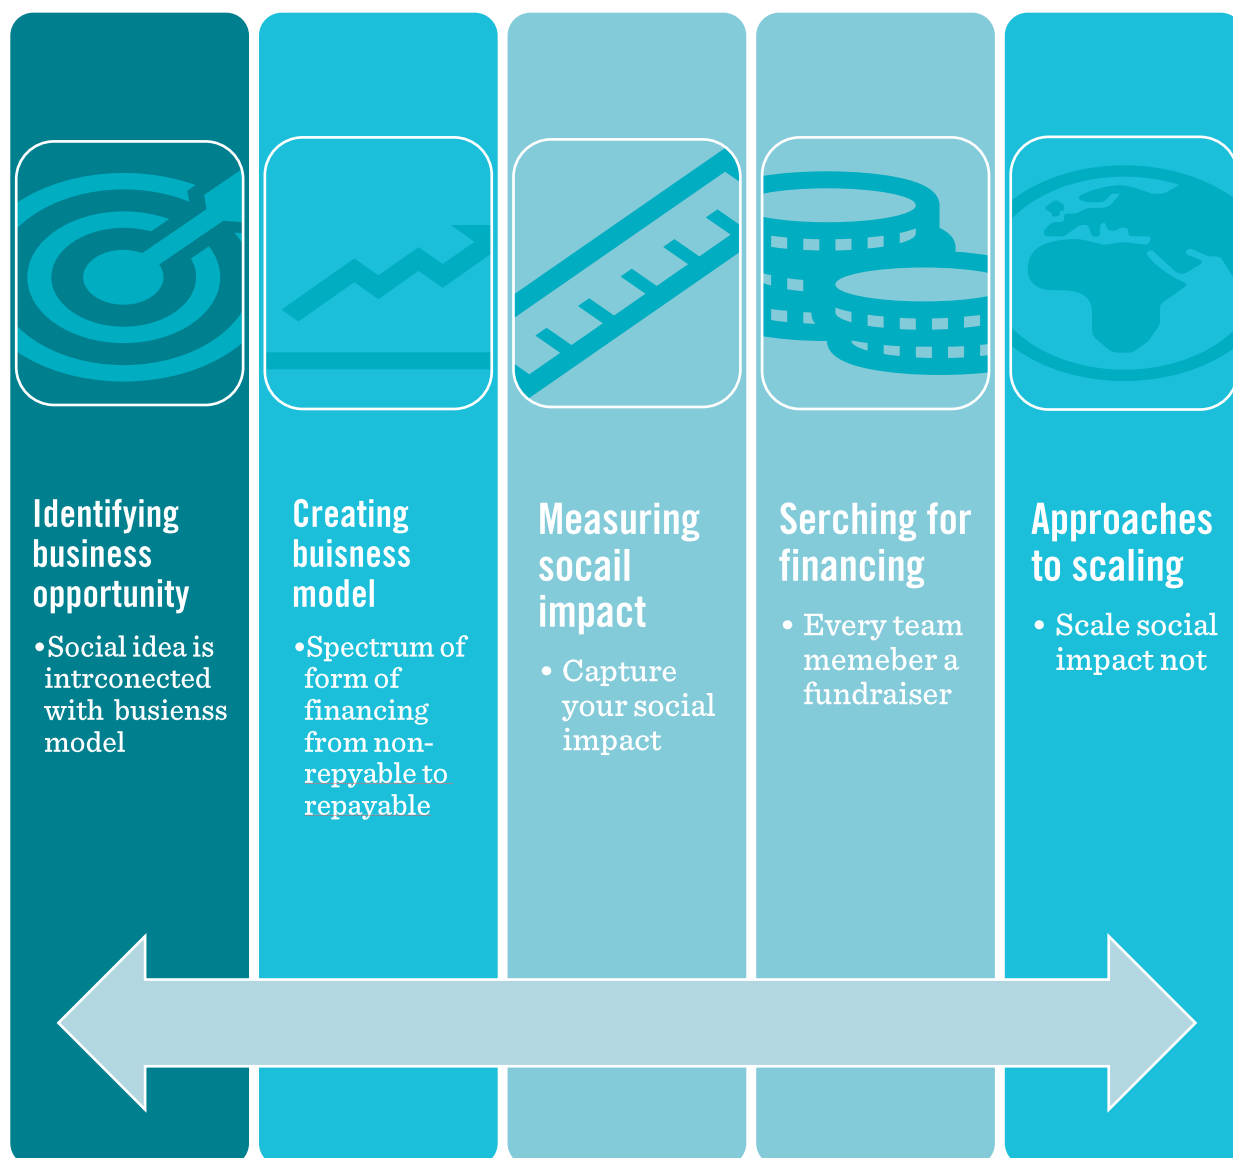 Identifying
business
opportunity
•Social idea is
intrconected
with busienss
model
Creating
buisness
model
•Spectrum of
form of
financing
from non-
repyable to
repayable
Measuring
socail
impact
• Capture
your social
impact
Serching for
financing
• Every team
memeber a
fundraiser
Approaches
to scaling
• Scale social
impact not